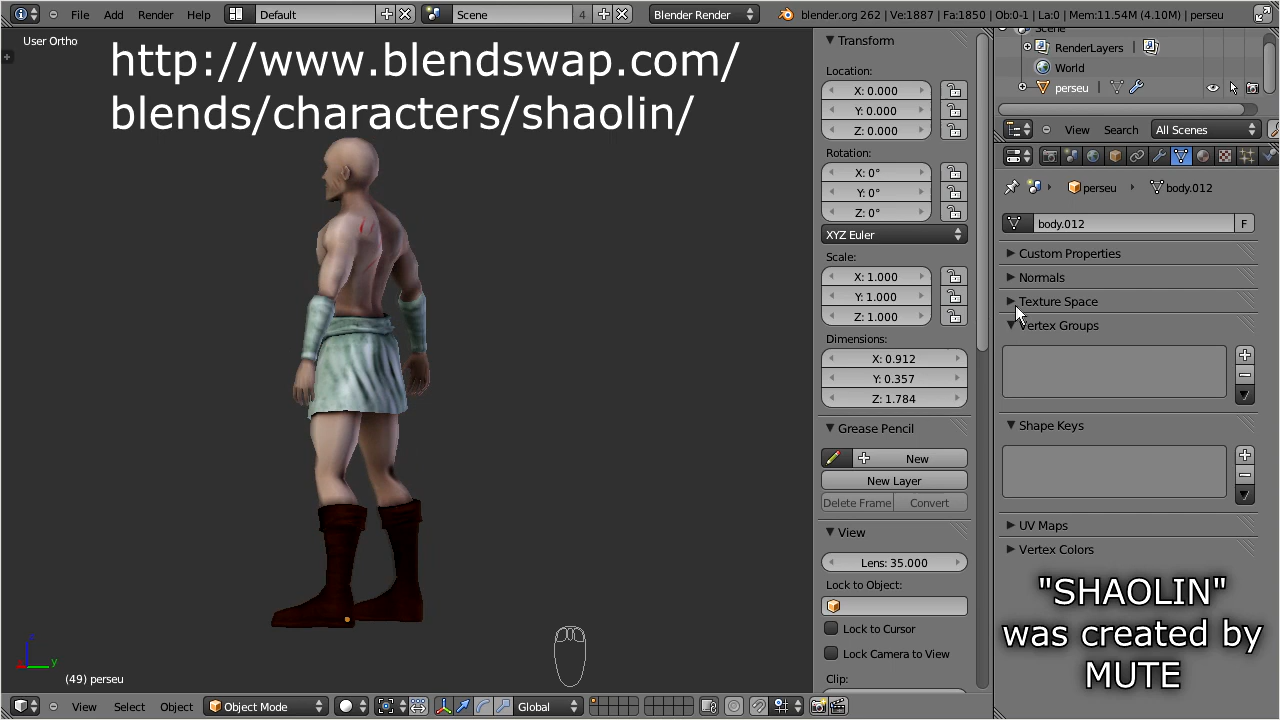 File Add Render Help Default Scene 4 Blender Render blender.org 262 | Ve:1887 | Fa:1850 | Ob:0-1 | La:0 | Mem:11.54M (4.10M) | perseu
User Ortho
http://www.blendswap.com/
blends/characters/shaolin/
(49) perseu
View Select Object Object Mode Global
Transform
Location:
X: 0.000
Y: 0.000
Z: 0.000
Rotation:
X: 0°
Y: 0°
Z: 0°
XYZ Euler
Scale:
X: 1.000
Y: 1.000
Z: 1.000
Dimensions:
X: 0.912
Y: 0.357
Z: 1.784
Grease Pencil
New
New Layer
Delete Frame Convert
View
Lens: 35.000
Lock to Object:
Lock to Cursor
Lock Camera to View
Clip:
Scene
RenderLayers
World
perseu
View Search All Scenes
perseu body.012
body.012 F
Custom Properties
Normals
Texture Space
Vertex Groups
Shape Keys
UV Maps
Vertex Colors
"SHAOLIN"
was created by
MUTE